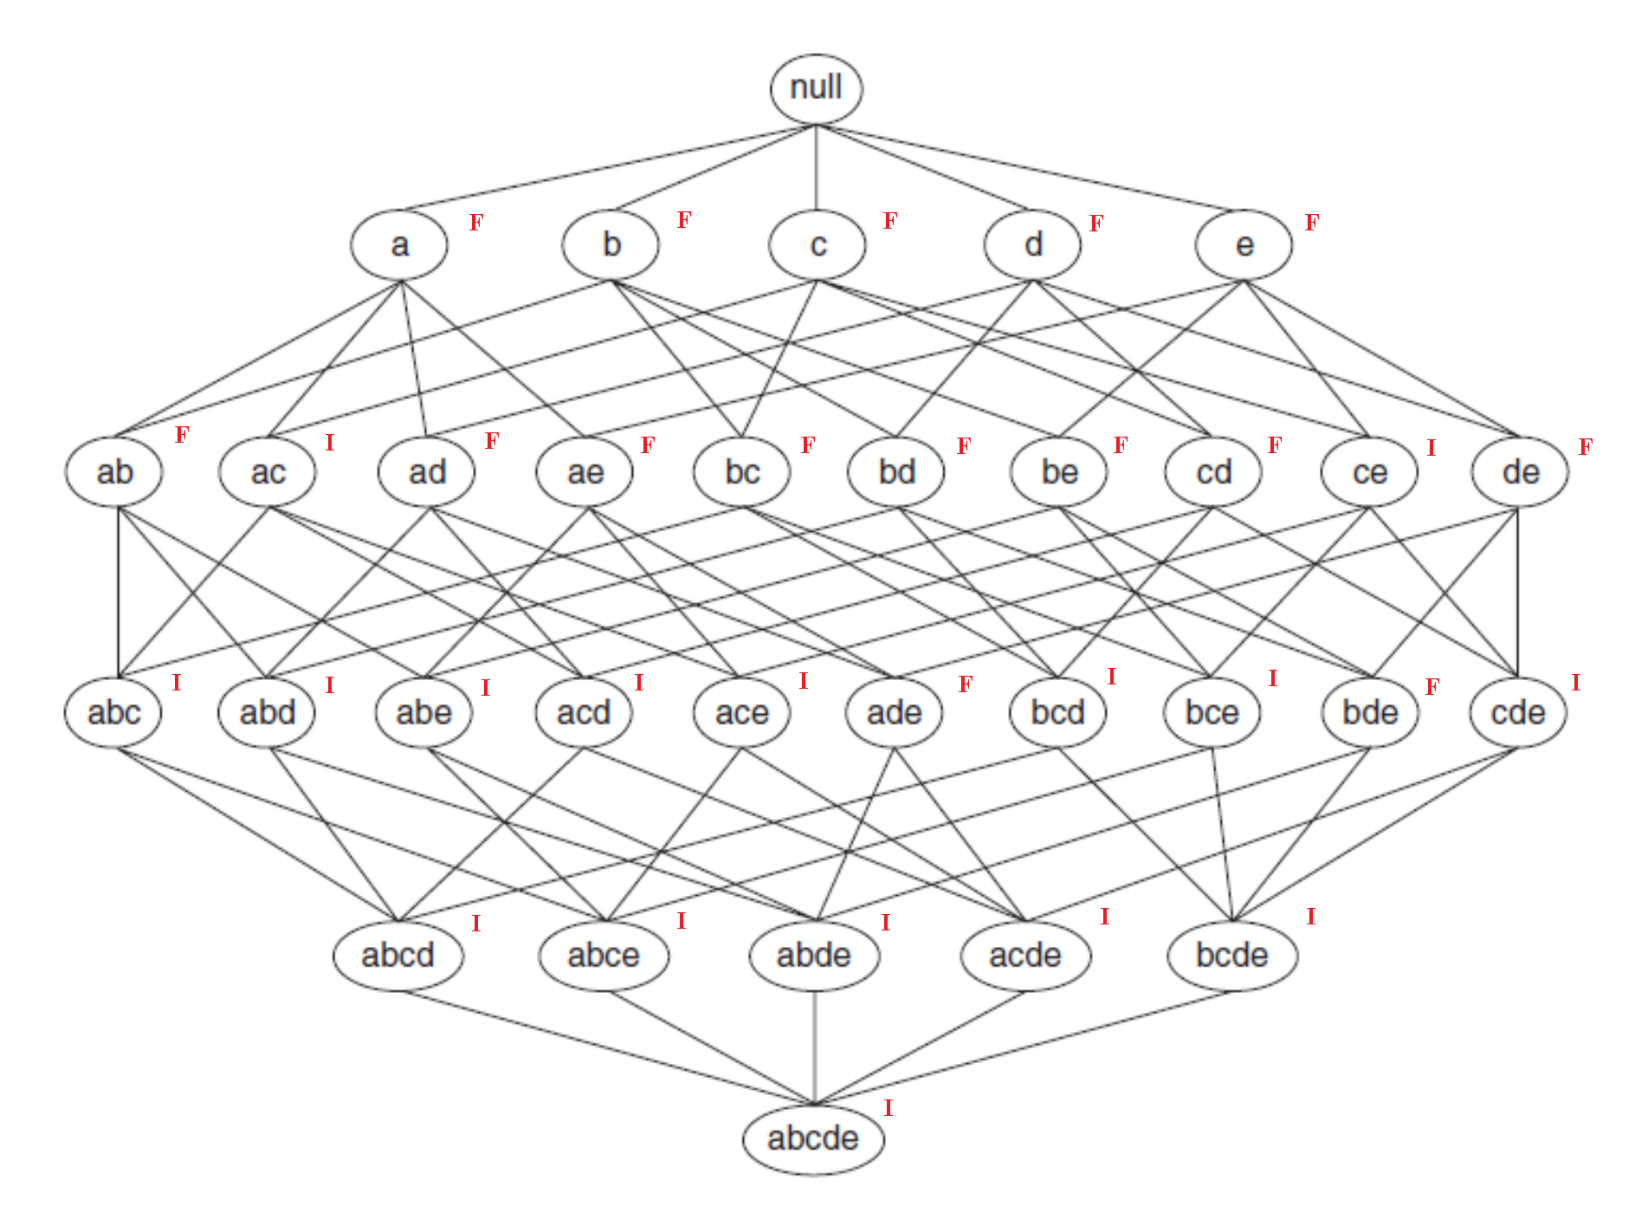 null
a F b F c F d F e F
ab F ac I ad F ae F bc F bd F be F cd F ce I de F
abc I abd I abe I acd I ace I ade F bcd I bce I bde F cde I
abcd I abce I abde I acde I bcde I
abcde I